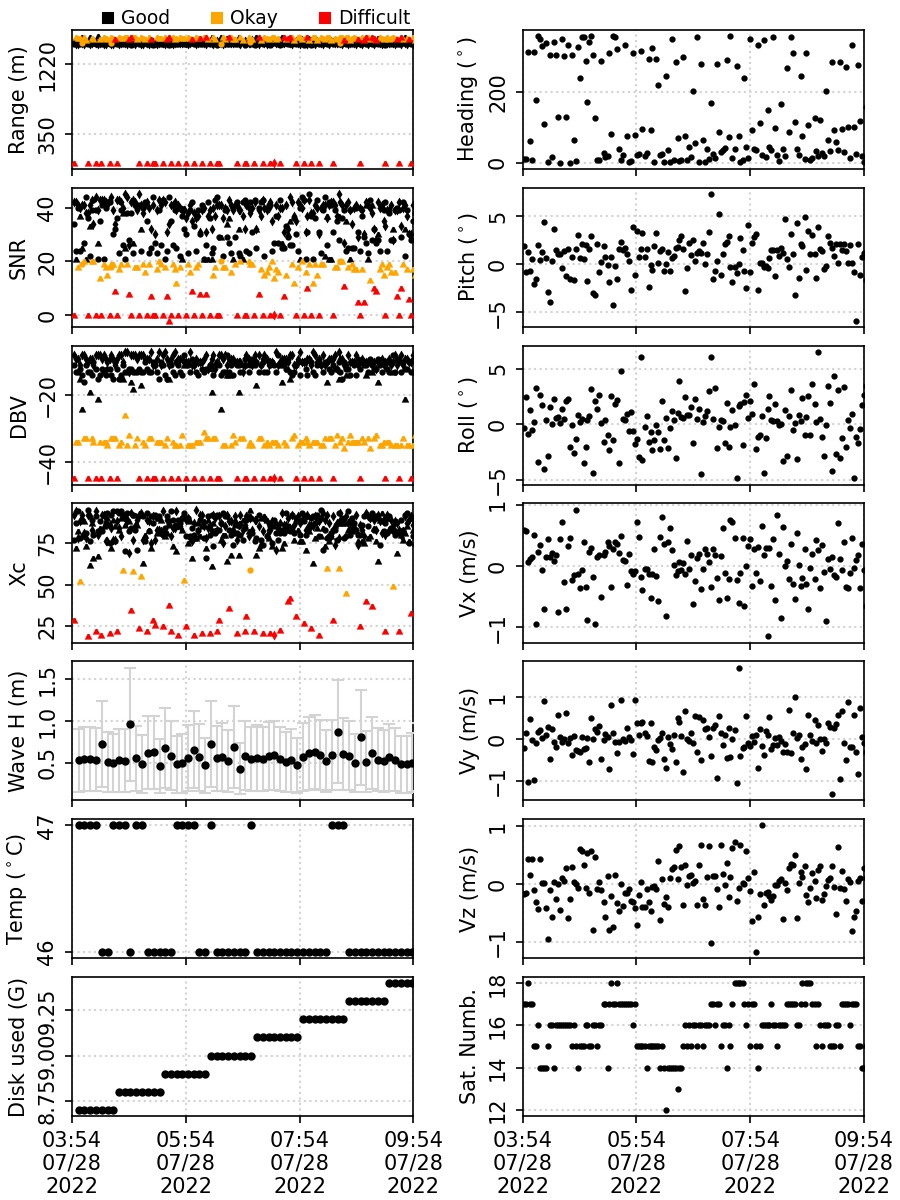 Good Okay Difficult
Range (m)
1220
350
Heading (°)
200
0
SNR
40
20
0
Pitch (°)
5
0
−5
DBV
−20
−40
Roll (°)
5
0
−5
Xc
75
50
25
Vx (m/s)
1
0
−1
Wave H (m)
1.5
1.0
0.5
Vy (m/s)
1
0
−1
Temp (°C)
47
46
Vz (m/s)
1
0
−1
Disk used (G)
9.25
9.00
8.75
Sat. Numb.
18
16
14
12
03:54 05:54 07:54 09:54
07/28 07/28 07/28 07/28
2022 2022 2022 2022
03:54 05:54 07:54 09:54
07/28 07/28 07/28 07/28
2022 2022 2022 2022